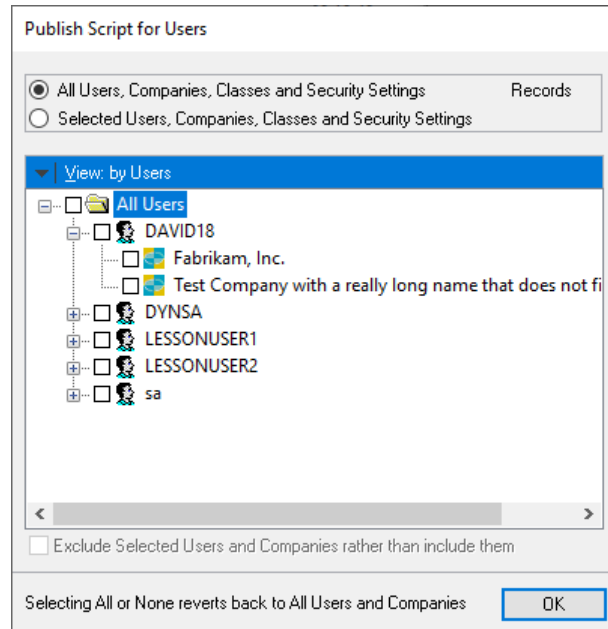 Publish Script for Users
All Users, Companies, Classes and Security Settings Records
Selected Users, Companies, Classes and Security Settings
View: by Users
All Users
DAVID18
Fabrikam, Inc.
Test Company with a really long name that does not fi
DYNSA
LESSONUSER1
LESSONUSER2
sa
Exclude Selected Users and Companies rather than include them
Selecting All or None reverts back to All Users and Companies OK